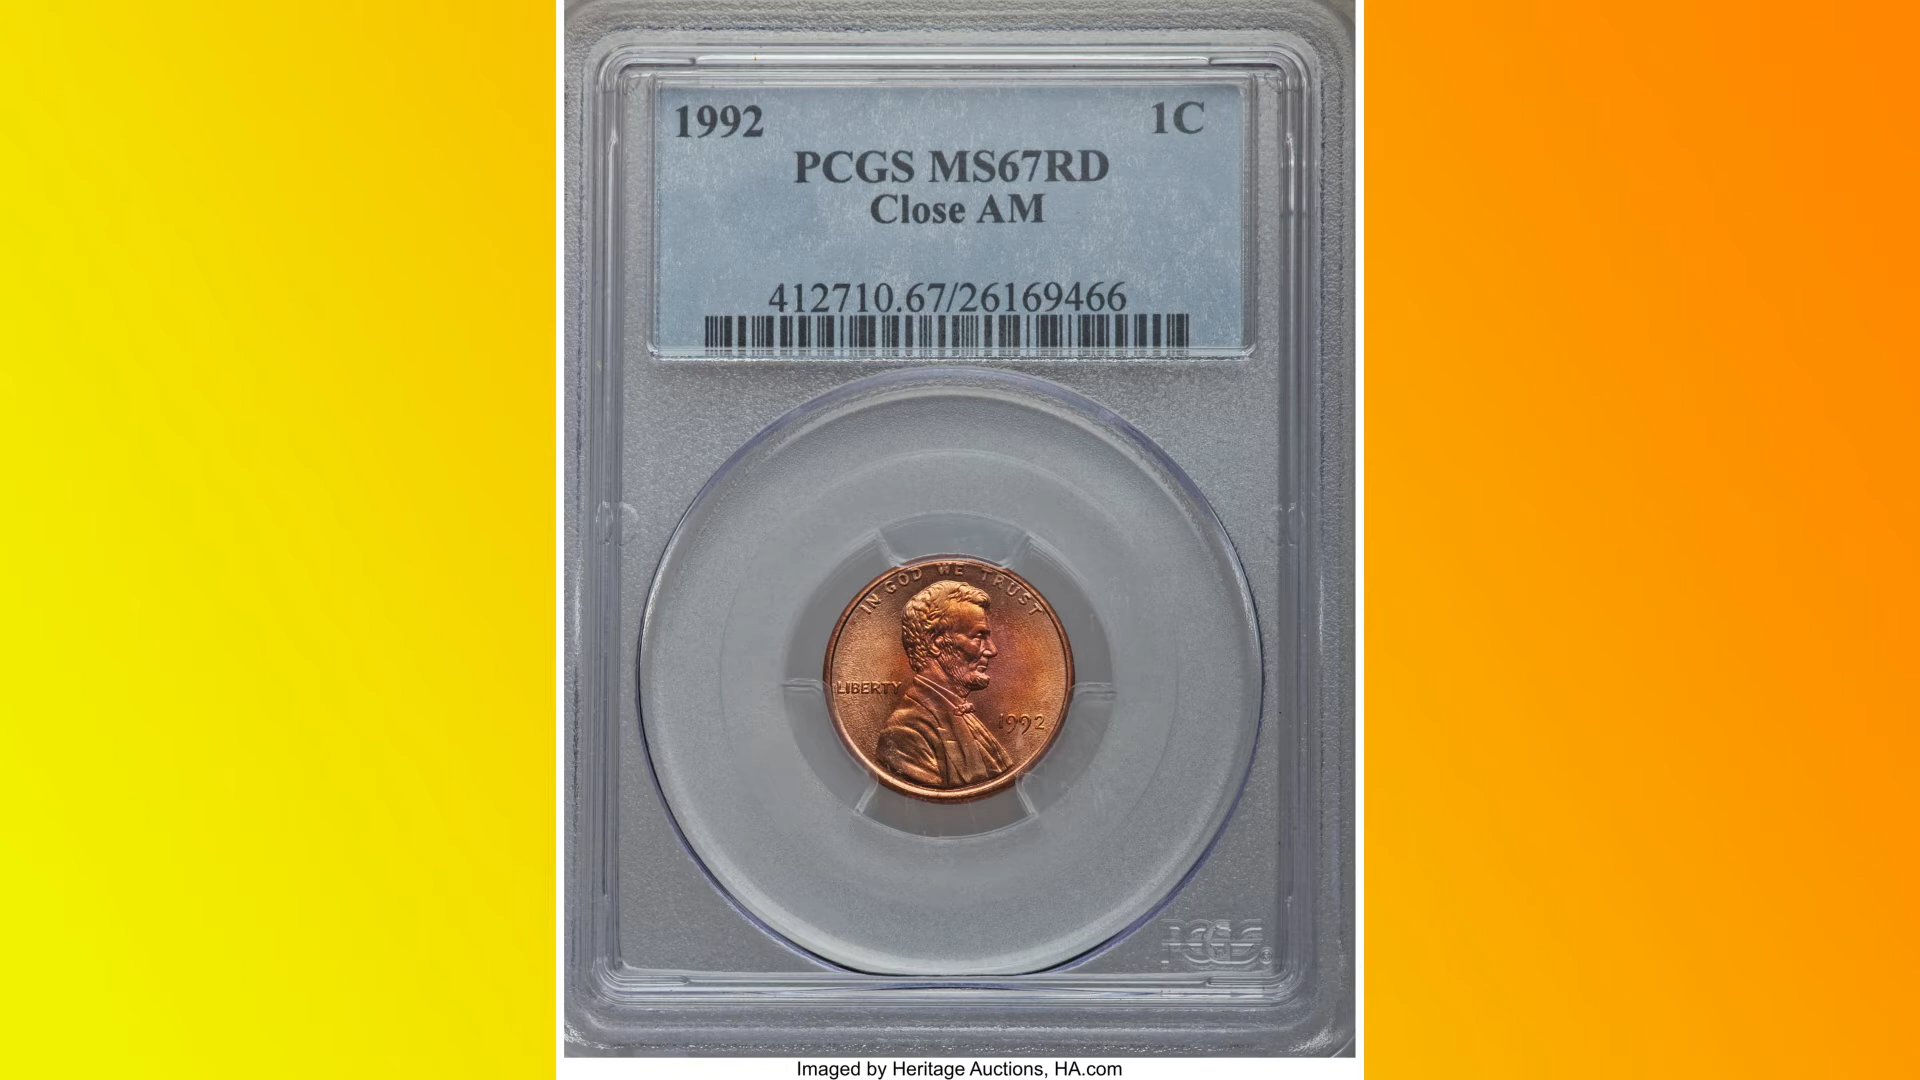 1992 1C
PCGS MS67RD
Close AM
412710.67/26169466
IN GOD WE TRUST
LIBERTY
1992
PCGS
Imaged by Heritage Auctions, HA.com